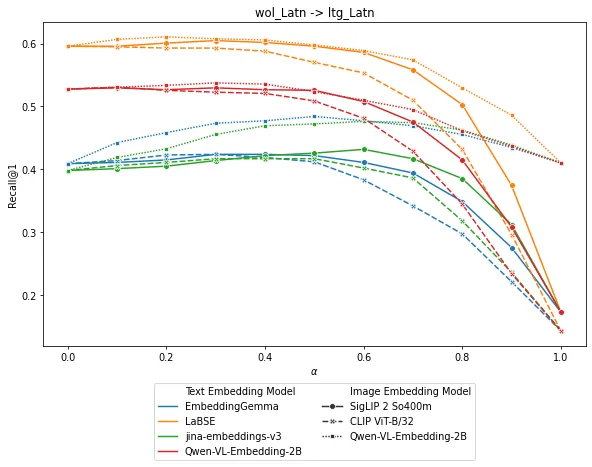 wol_Latn -> ltg_Latn
Recall@1
0.6
0.5
0.4
0.3
0.2
0.0 0.2 0.4 0.6 0.8 1.0
α
Text Embedding Model Image Embedding Model
EmbeddingGemma SigLIP 2 So400m
LaBSE CLIP ViT-B/32
jina-embeddings-v3 Qwen-VL-Embedding-2B
Qwen-VL-Embedding-2B